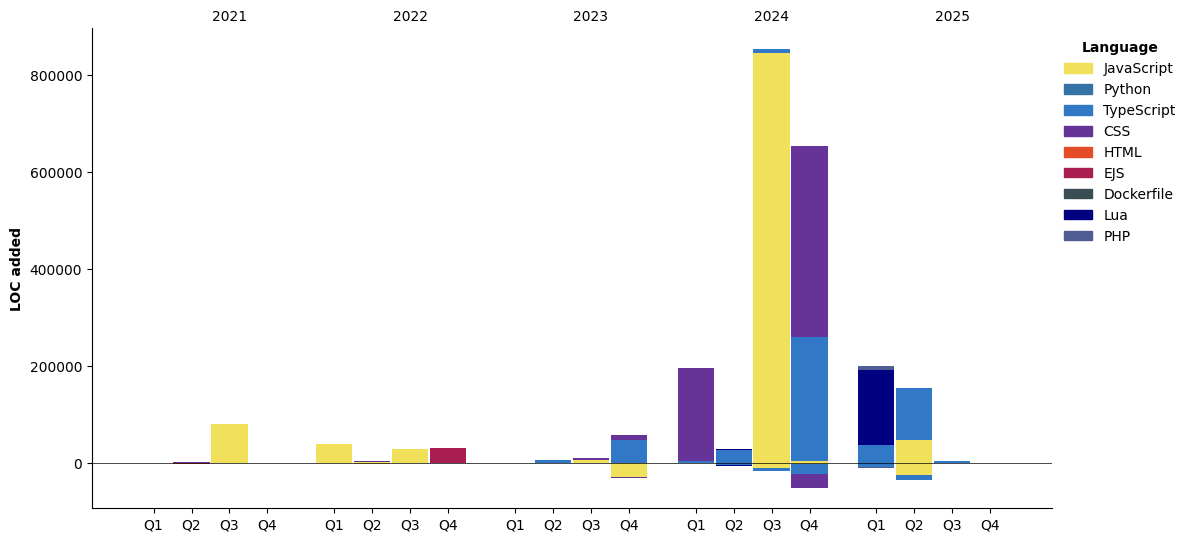 2021 2022 2023 2024 2025
LOC added
800000
600000
400000
200000
0
Q1 Q2 Q3 Q4 Q1 Q2 Q3 Q4 Q1 Q2 Q3 Q4 Q1 Q2 Q3 Q4 Q1 Q2 Q3 Q4
Language
JavaScript
Python
TypeScript
CSS
HTML
EJS
Dockerfile
Lua
PHP